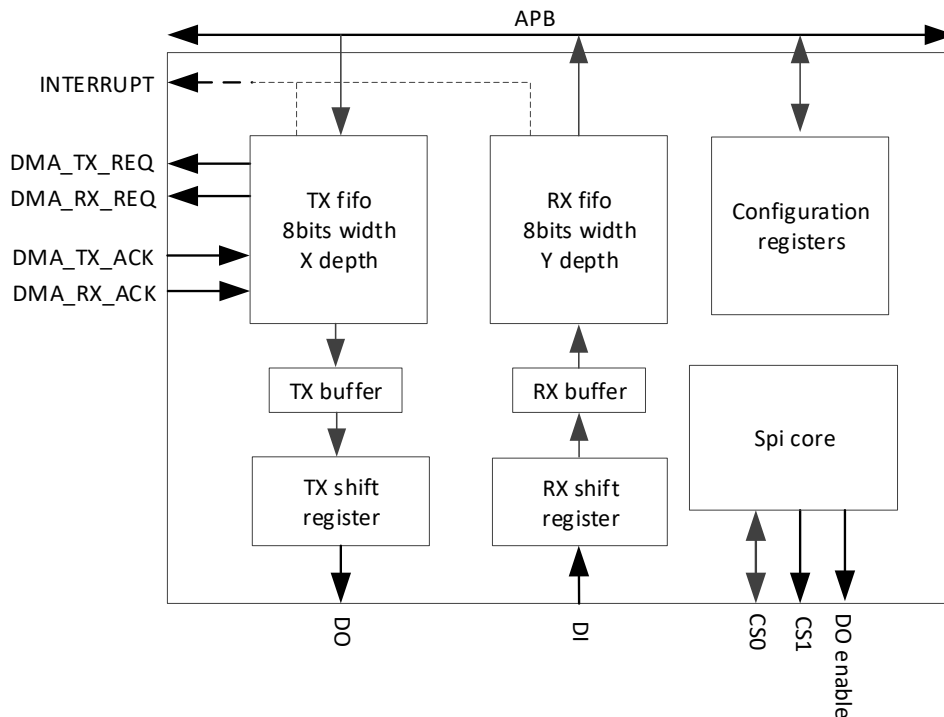 APB
INTERRUPT
DMA_TX_REQ
DMA_RX_REQ
DMA_TX_ACK
DMA_RX_ACK
TX fifo
8bits width
X depth
RX fifo
8bits width
Y depth
Configuration
registers
TX buffer
RX buffer
Spi core
TX shift
register
RX shift
register
DO
DI
CS0
CS1
DO enable